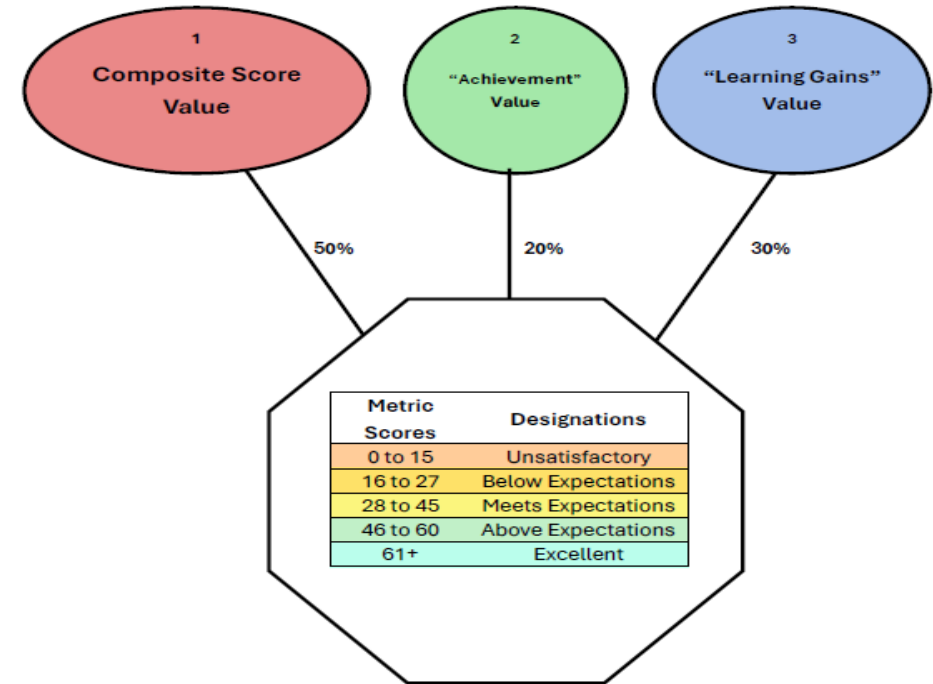 1
Composite Score
Value
2
“Achievement”
Value
3
“Learning Gains”
Value
50%
20%
30%
Metric
Scores
Designations
0 to 15 Unsatisfactory
16 to 27 Below Expectations
28 to 45 Meets Expectations
46 to 60 Above Expectations
61+ Excellent